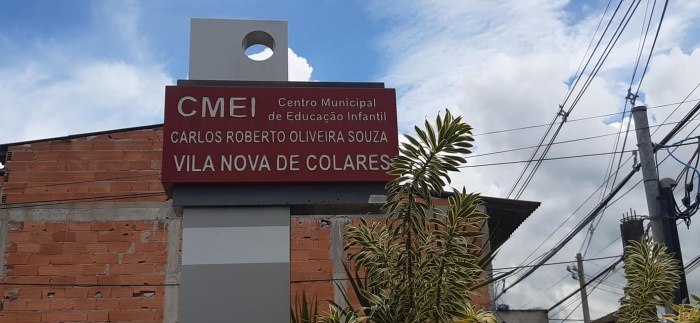 CMEI Centro Municipal
de Educação Infantil
CARLOS ROBERTO OLIVEIRA SOUZA
VILA NOVA DE COLARES